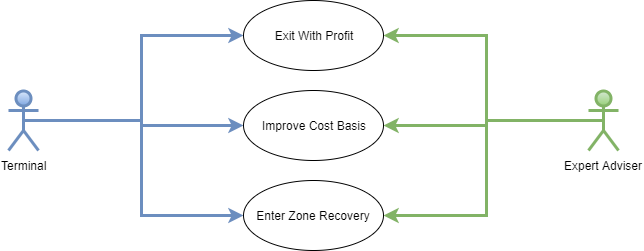 Exit With Profit
Improve Cost Basis
Terminal
Expert Adviser
Enter Zone Recovery